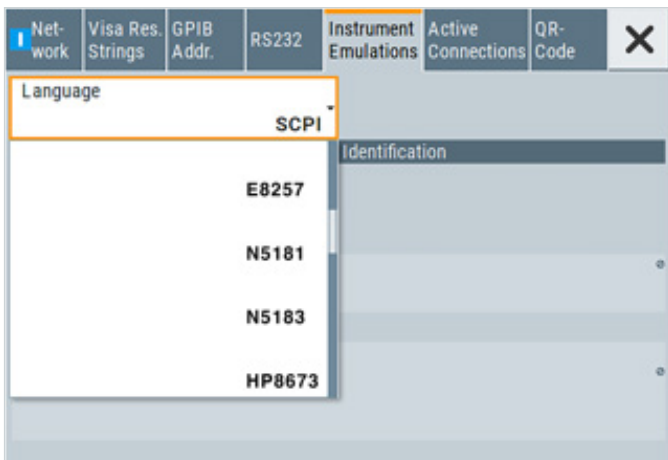 Net-
work
Visa Res.
Strings
GPIB
Addr.
RS232
Instrument
Emulations
Active
Connections
QR-
Code
Language
SCPI
Identification
E8257
N5181
N5183
HP8673